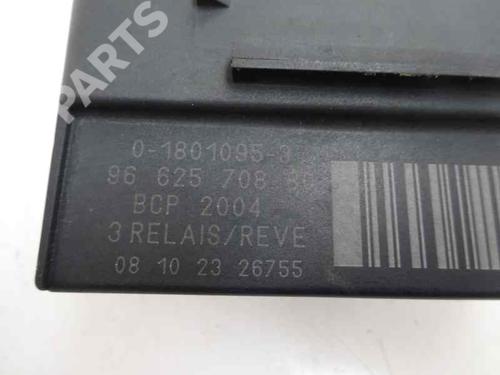 B PARTS
0-1801095-3
96 625 708 80
BCP 2004
3 RELAIS/REVE
08 10 23 26755